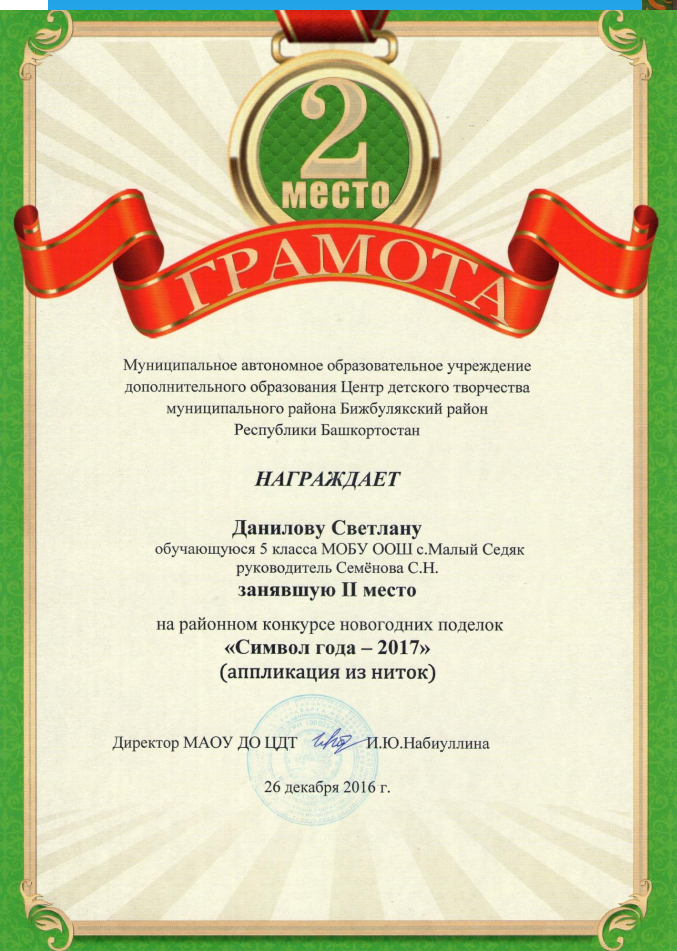 2
место
ГРАМОТА
Муниципальное автономное образовательное учреждение
дополнительного образования Центр детского творчества
муниципального района Бижбулякский район
Республики Башкортостан
НАГРАЖДАЕТ
Данилову Светлану
обучающуюся 5 класса МОБУ ООШ с.Малый Седяк
руководитель Семёнова С.Н.
занявшую II место
на районном конкурсе новогодних поделок
«Символ года – 2017»
(аппликация из ниток)
Директор МАОУ ДО ЦДТ И.Ю.Набиуллина
26 декабря 2016 г.